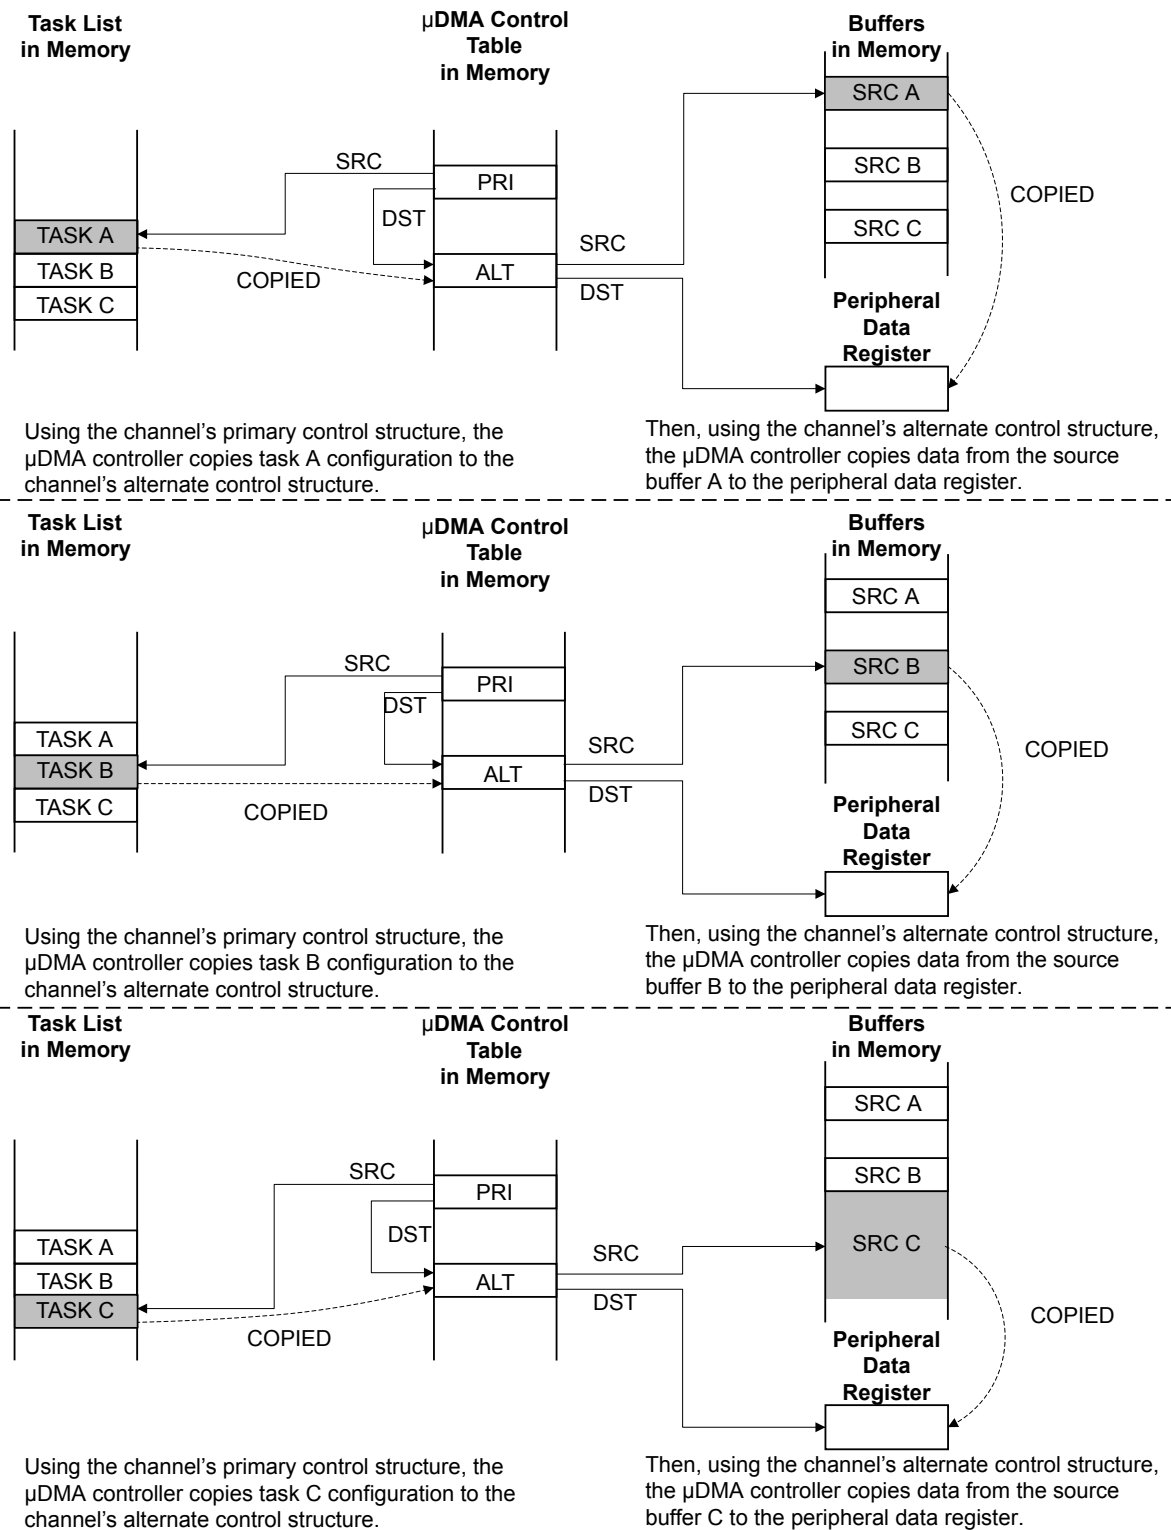 Task List
in Memory
µDMA Control
Table
in Memory
Buffers
in Memory
SRC A
SRC B
SRC C
COPIED
SRC
PRI
DST
TASK A
TASK B
TASK C
COPIED
ALT
SRC
DST
Peripheral
Data
Register
Using the channel's primary control structure, the
µDMA controller copies task A configuration to the
channel's alternate control structure.
Then, using the channel's alternate control structure,
the µDMA controller copies data from the source
buffer A to the peripheral data register.
Task List
in Memory
µDMA Control
Table
in Memory
Buffers
in Memory
SRC A
SRC B
SRC C
COPIED
SRC
PRI
DST
TASK A
TASK B
TASK C
COPIED
ALT
SRC
DST
Peripheral
Data
Register
Using the channel's primary control structure, the
µDMA controller copies task B configuration to the
channel's alternate control structure.
Then, using the channel's alternate control structure,
the µDMA controller copies data from the source
buffer B to the peripheral data register.
Task List
in Memory
µDMA Control
Table
in Memory
Buffers
in Memory
SRC A
SRC B
SRC C
COPIED
SRC
PRI
DST
TASK A
TASK B
TASK C
COPIED
ALT
SRC
DST
Peripheral
Data
Register
Using the channel's primary control structure, the
µDMA controller copies task C configuration to the
channel's alternate control structure.
Then, using the channel's alternate control structure,
the µDMA controller copies data from the source
buffer C to the peripheral data register.